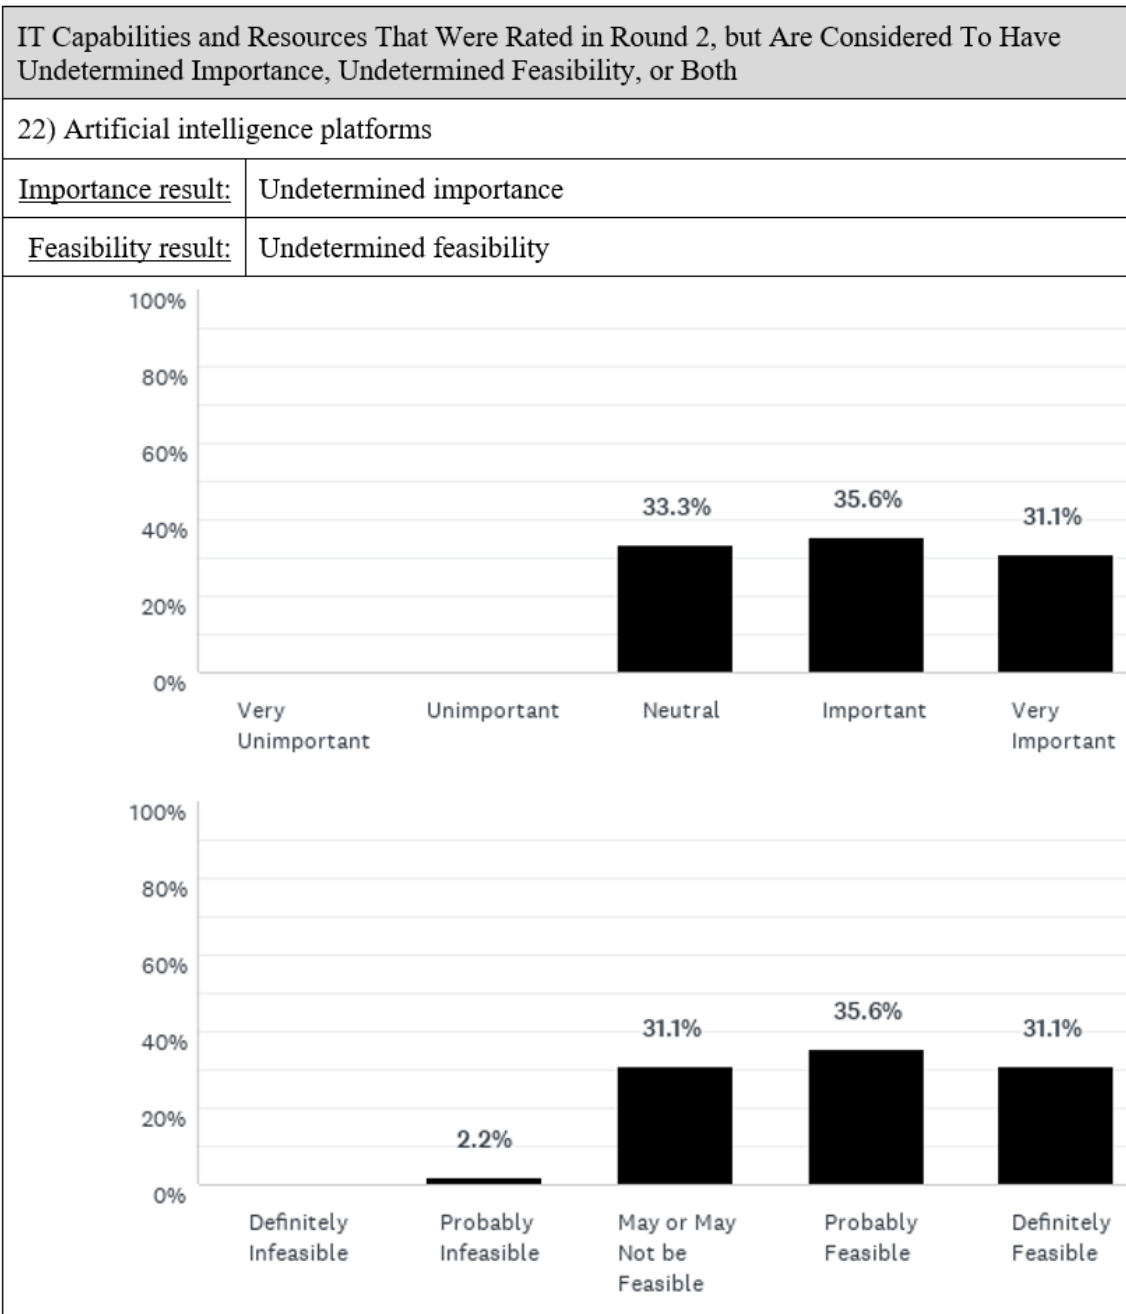 IT Capabilities and Resources That Were Rated in Round 2, but Are Considered To Have
Undetermined Importance, Undetermined Feasibility, or Both
22) Artificial intelligence platforms
Importance result: Undetermined importance
Feasibility result: Undetermined feasibility
100%
80%
60%
40%
20%
0%
33.3%
35.6%
31.1%
Very
Unimportant
Unimportant
Neutral
Important
Very
Important
100%
80%
60%
40%
20%
0%
2.2%
31.1%
35.6%
31.1%
Definitely
Infeasible
Probably
Infeasible
May or May
Not be
Feasible
Probably
Feasible
Definitely
Feasible